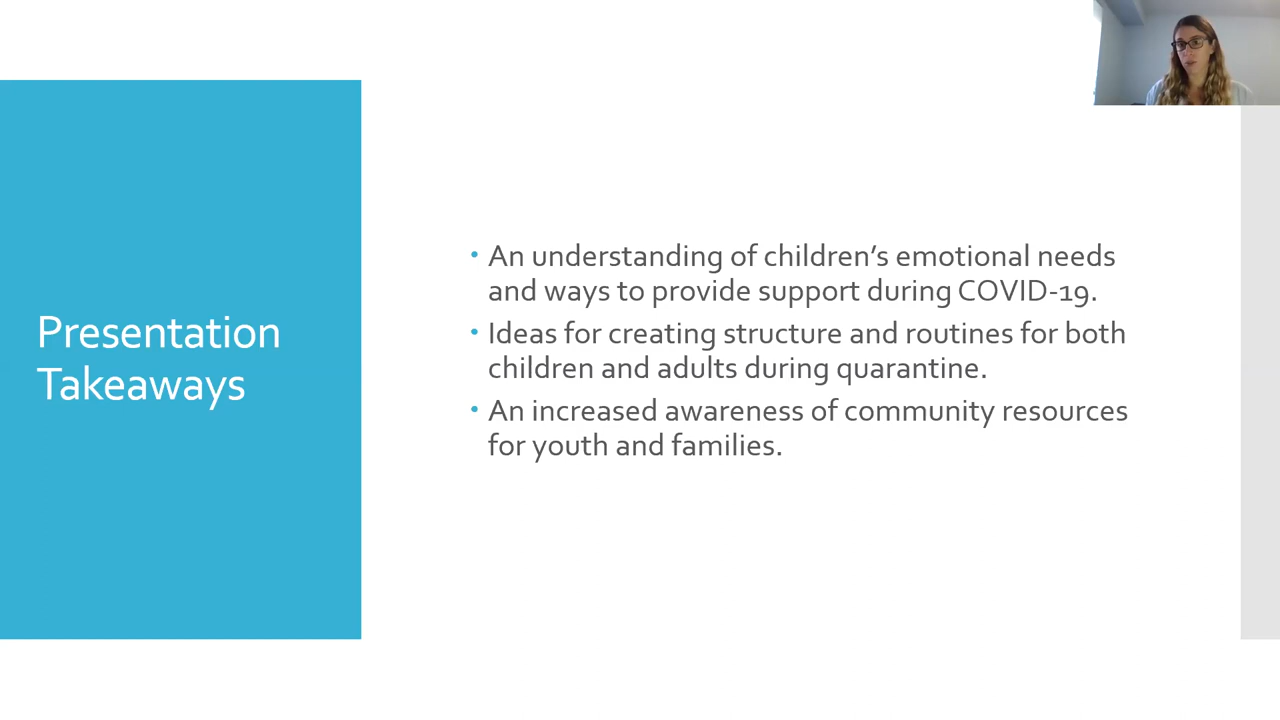 Presentation
Takeaways
• An understanding of children’s emotional needs
and ways to provide support during COVID-19.
• Ideas for creating structure and routines for both
children and adults during quarantine.
• An increased awareness of community resources
for youth and families.